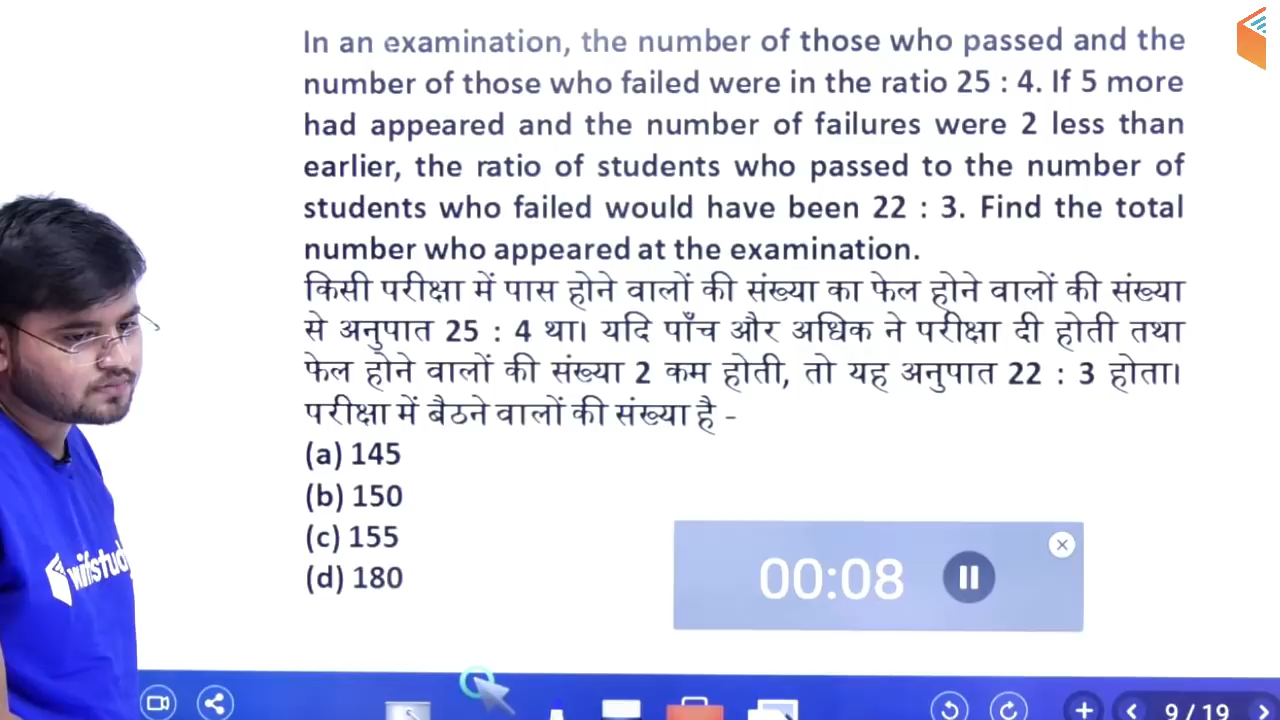 In an examination, the number of those who passed and the
number of those who failed were in the ratio 25 : 4. If 5 more
had appeared and the number of failures were 2 less than
earlier, the ratio of students who passed to the number of
students who failed would have been 22 : 3. Find the total
number who appeared at the examination.
किसी परीक्षा में पास होने वालों की संख्या का फेल होने वालों की संख्या
से अनुपात 25 : 4 था। यदि पाँच और अधिक ने परीक्षा दी होती तथा
फेल होने वालों की संख्या 2 कम होती, तो यह अनुपात 22 : 3 होता।
परीक्षा में बैठने वालों की संख्या है -
(a) 145
(b) 150
(c) 155
(d) 180
00:08
wifistudy
9 / 19